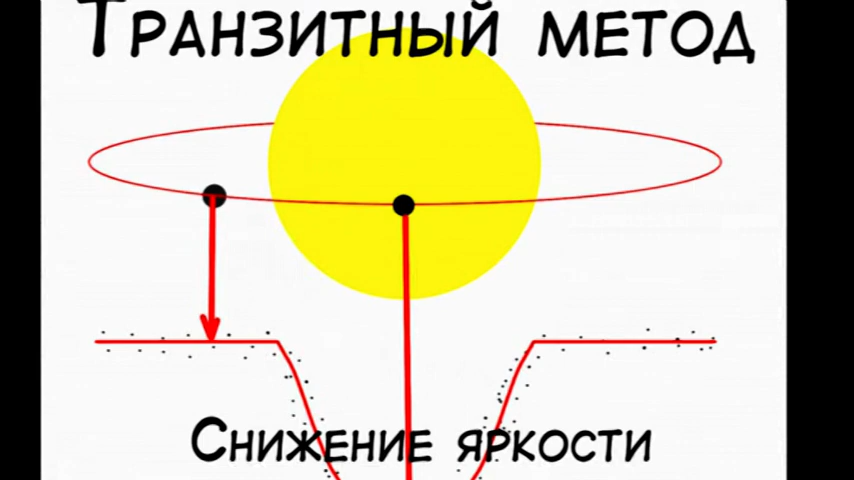 Транзитный метод
Снижение яркости